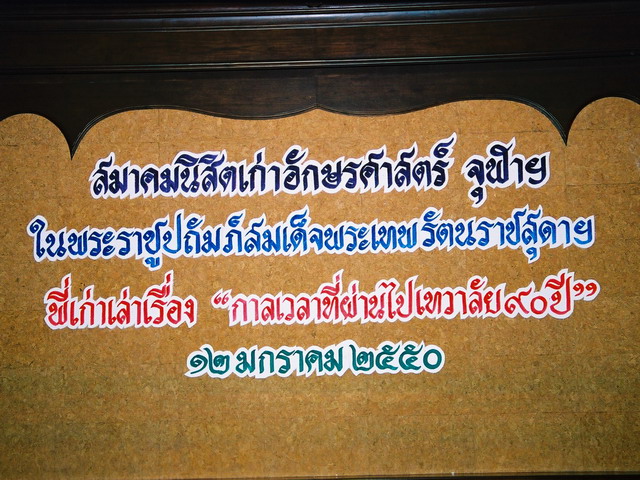 สมาคมนิสิตเก่าอักษรศาสตร์ จุฬาฯ
ในพระราชูปถัมภ์สมเด็จพระเทพรัตนราชสุดาฯ
พี่เก่าเล่าเรื่อง “กาลเวลาที่ผ่านไปเทวาลัย๙๐ปี”
๑๒ มกราคม ๒๕๕๐